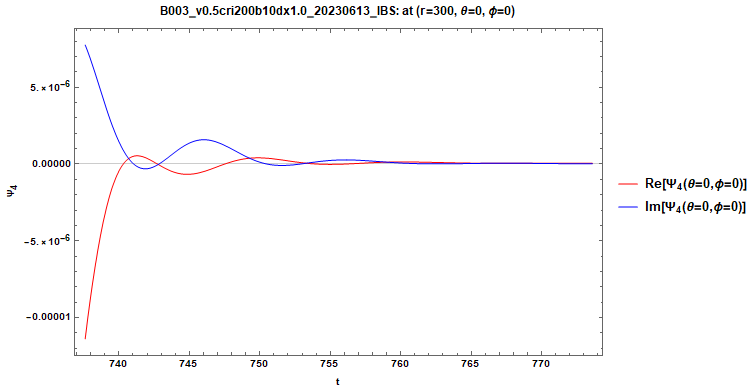 B003_v0.5cri200b10dx1.0_20230613_IBS: at (r=300, θ=0, ϕ=0)
5.×10⁻⁶
0.00000
-5.×10⁻⁶
-0.00001
Ψ₄
740 745 750 755 760 765 770
t
Re[Ψ₄(θ=0,ϕ=0)]
Im[Ψ₄(θ=0,ϕ=0)]